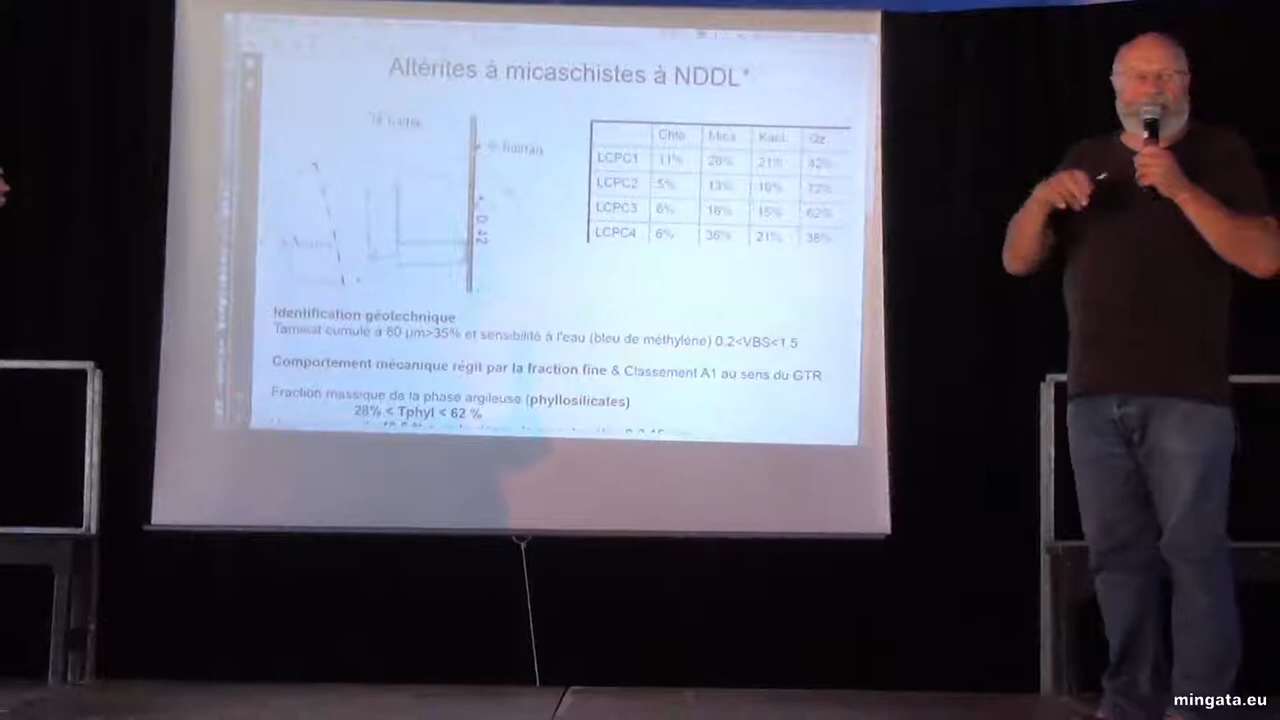 Altérites à micaschistes à NDDL*
0.42
Chlo Mica Kaol Qz
LCPC1 11% 20% 21% 42%
LCPC2 5% 13% 10% 72%
LCPC3 6% 16% 15% 62%
LCPC4 6% 36% 21% 38%
Identification géotechnique
Tamisat cumulé à 80 µm>35% et sensibilité à l'eau (bleu de méthylène) 0.2<VBS<1.5
Comportement mécanique régit par la fraction fine & Classement A1 au sens du GTR
Fraction massique de la phase argileuse (phyllosilicates)
28% < Tphyl < 62 %
mingata.eu